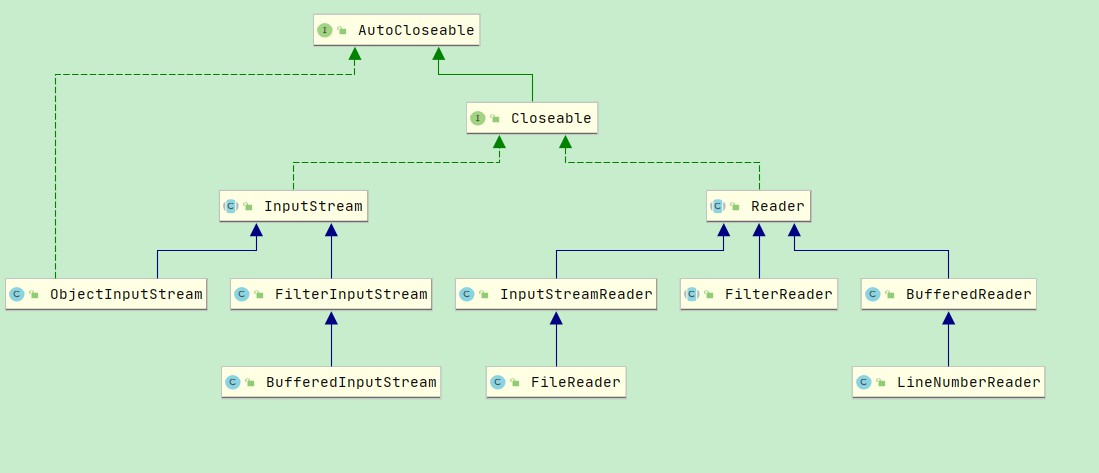 I AutoCloseable
I Closeable
C InputStream
C Reader
C ObjectInputStream
C FilterInputStream
C InputStreamReader
C FilterReader
C BufferedReader
C BufferedInputStream
C FileReader
C LineNumberReader